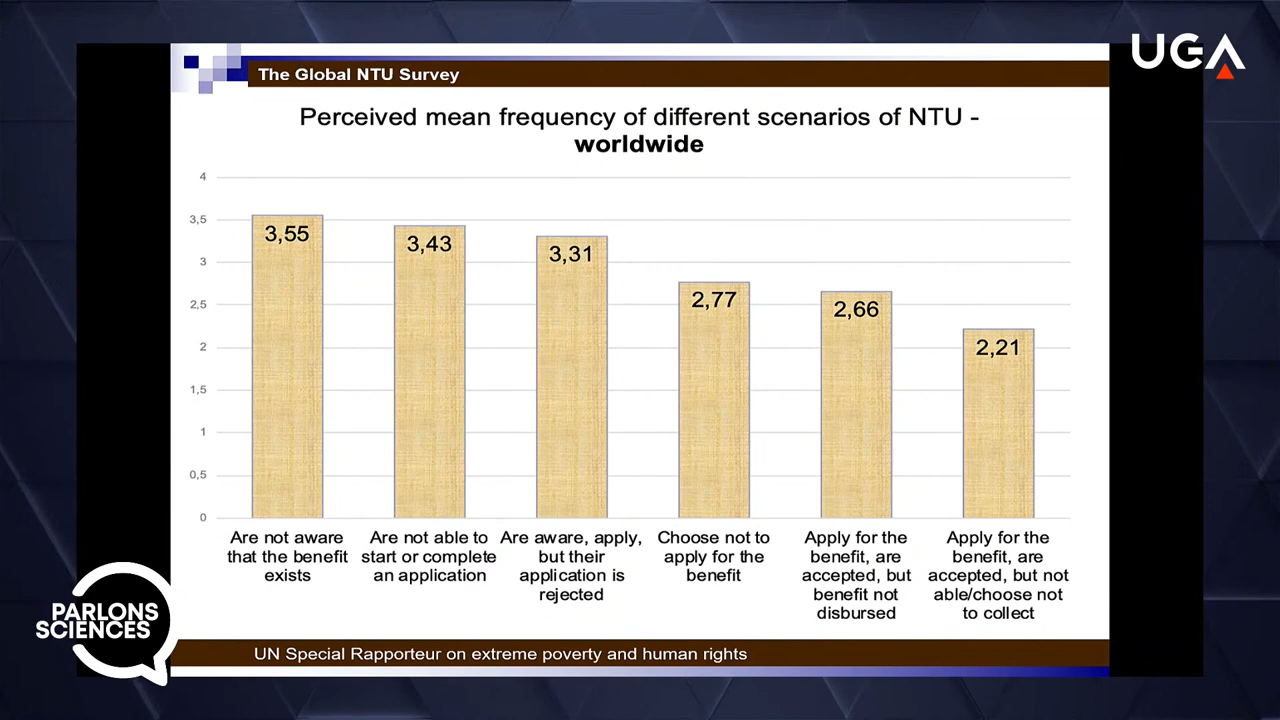 UGA
The Global NTU Survey
Perceived mean frequency of different scenarios of NTU -
worldwide
4
3,5
3
2,5
2
1,5
1
0,5
0
3,55
3,43
3,31
2,77
2,66
2,21
Are not aware
that the benefit
exists
Are not able to
start or complete
an application
Are aware, apply,
but their
application is
rejected
Choose not to
apply for the
benefit
Apply for the
benefit, are
accepted, but
benefit not
disbursed
Apply for the
benefit, are
accepted, but not
able/choose not
to collect
PARLONS
SCIENCES
UN Special Rapporteur on extreme poverty and human rights